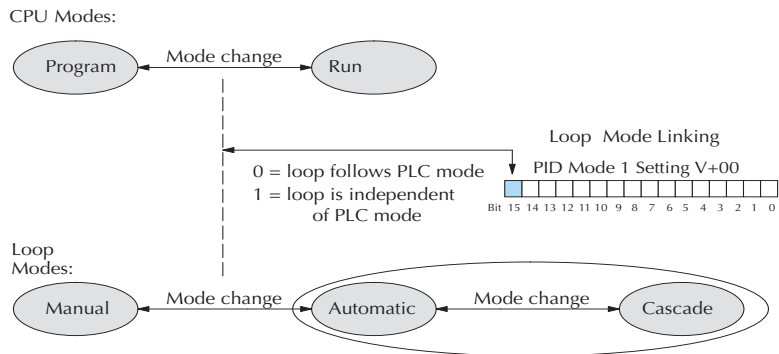 CPU Modes:
Program
Mode change
Run
Loop Mode Linking
0 = loop follows PLC mode
1 = loop is independent
of PLC mode
PID Mode 1 Setting V+00
Bit 15 14 13 12 11 10 9 8 7 6 5 4 3 2 1 0
Loop
Modes:
Manual
Mode change
Automatic
Mode change
Cascade